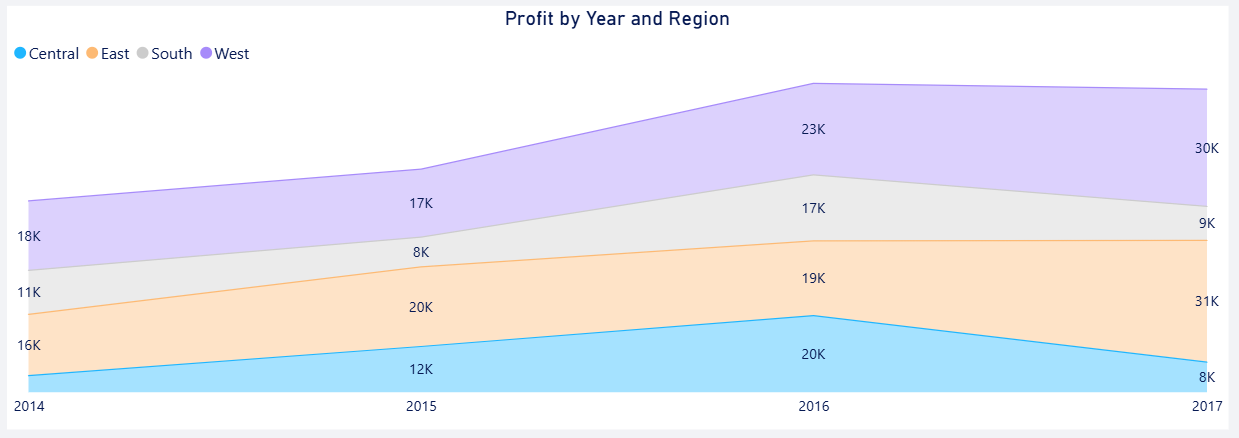 Profit by Year and Region
Central East South West
23K
30K
17K
17K
9K
18K
8K
19K
11K
31K
20K
16K
20K
12K
8K
2014 2015 2016 2017